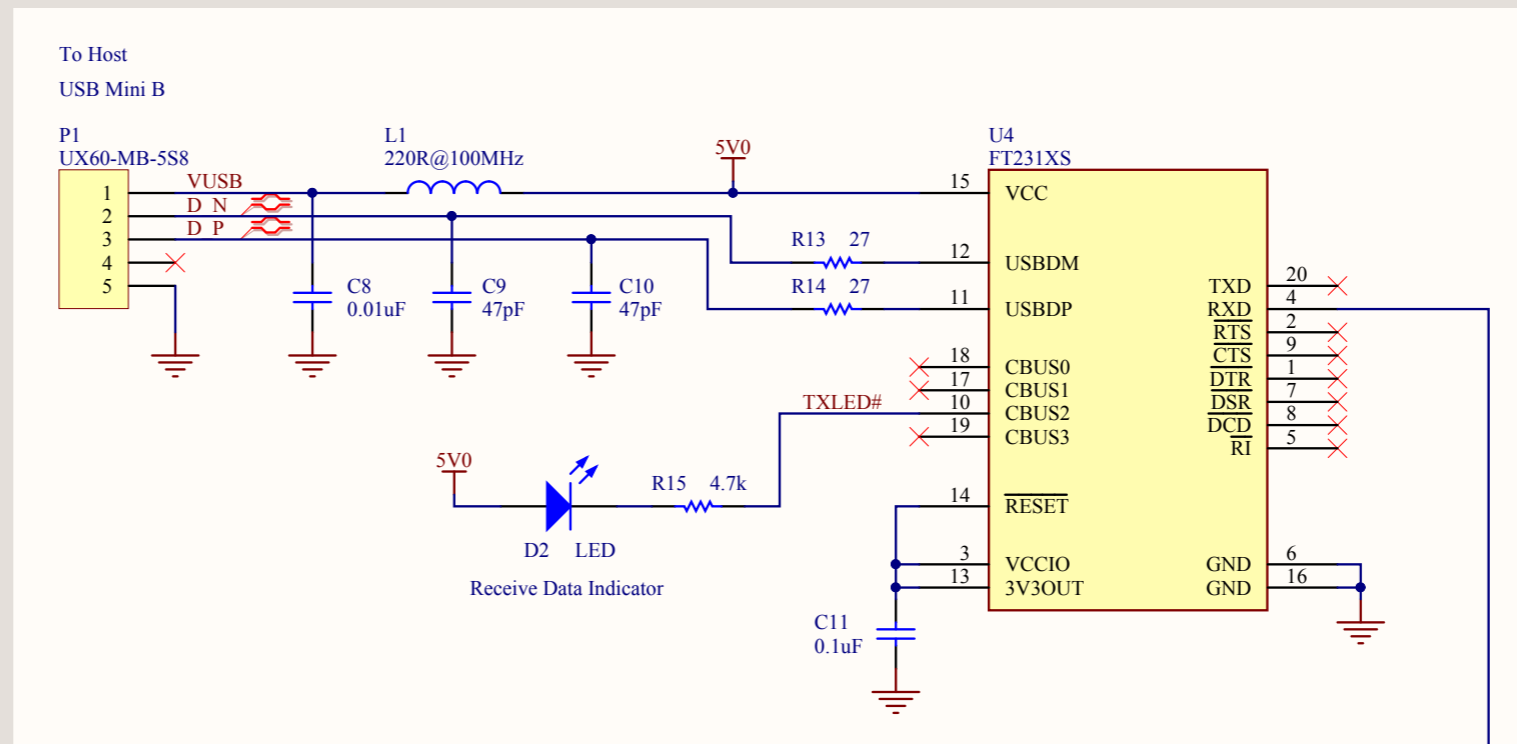 To Host
USB Mini B
P1
UX60-MB-5S8
1
2
3
4
5
VUSB
D N
D P
L1
220R@100MHz
5V0
C8
0.01uF
C9
47pF
C10
47pF
R13 27
R14 27
TXLED#
5V0
R15 4.7k
D2 LED
Receive Data Indicator
C11
0.1uF
U4
FT231XS
15 VCC
12 USBDM
11 USBDP
18 CBUS0
17 CBUS1
10 CBUS2
19 CBUS3
14 RESET
3 VCCIO
13 3V3OUT
TXD 20
RXD 4
RTS 2
CTS 9
DTR 1
DSR 7
DCD 8
RI 5
GND 6
GND 16